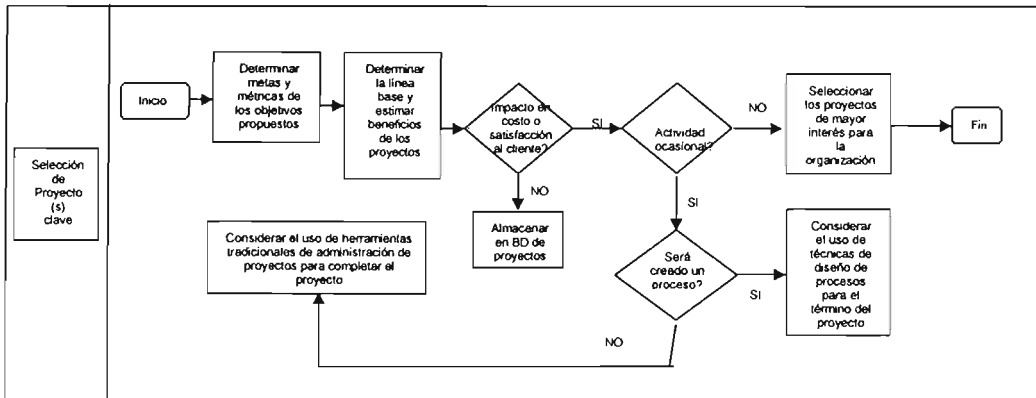 Selección
de
Proyecto
(s)
clave
Inicio
Determinar
metas y
métricas de
los objetivos
propuestos
Determinar
la línea
base y
estimar
beneficios
de los
proyectos
Impacto en
costo o
satisfacción
al cliente?
SI
NO
Almacenar
en BD de
proyectos
Actividad
ocasional?
NO
SI
Seleccionar
los proyectos
de mayor
interés para
la
organización
Fin
Será
creado un
proceso?
SI
NO
Considerar
el uso de
técnicas de
diseño de
procesos
para el
término del
proyecto
Considerar el uso de herramientas
tradicionales de administración de
proyectos para completar el
proyecto